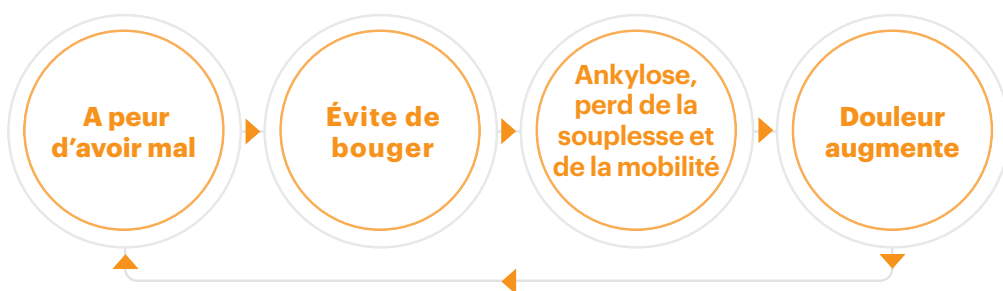 A peur
d’avoir mal
Évite de
bouger
Ankylose,
perd de la
souplesse et
de la mobilité
Douleur
augmente